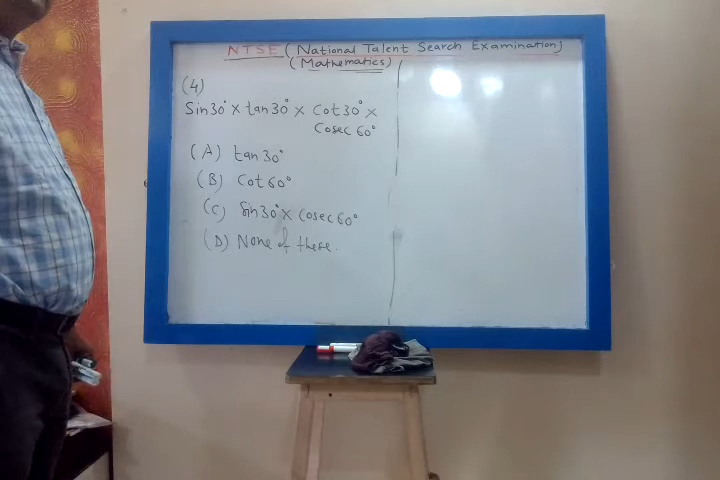 NTSE (National Talent Search Examination)
(Mathematics)
(4)
Sin30° × tan30° × Cot30° ×
Cosec 60°
(A) tan30°
(B) Cot60°
(C) Sin30° × Cosec60°
(D) None of these.